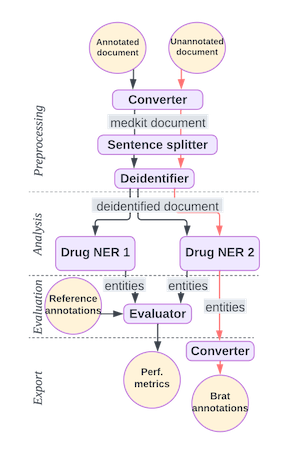 Annotated
document
Unannotated
document
Preprocessing
Converter
medkit document
Sentence splitter
Deidentifier
Analysis
deidentified document
Drug NER 1
Drug NER 2
Evaluation
entities
entities
Reference
annotations
Evaluator
entities
Export
Converter
Perf.
metrics
Brat
annotations